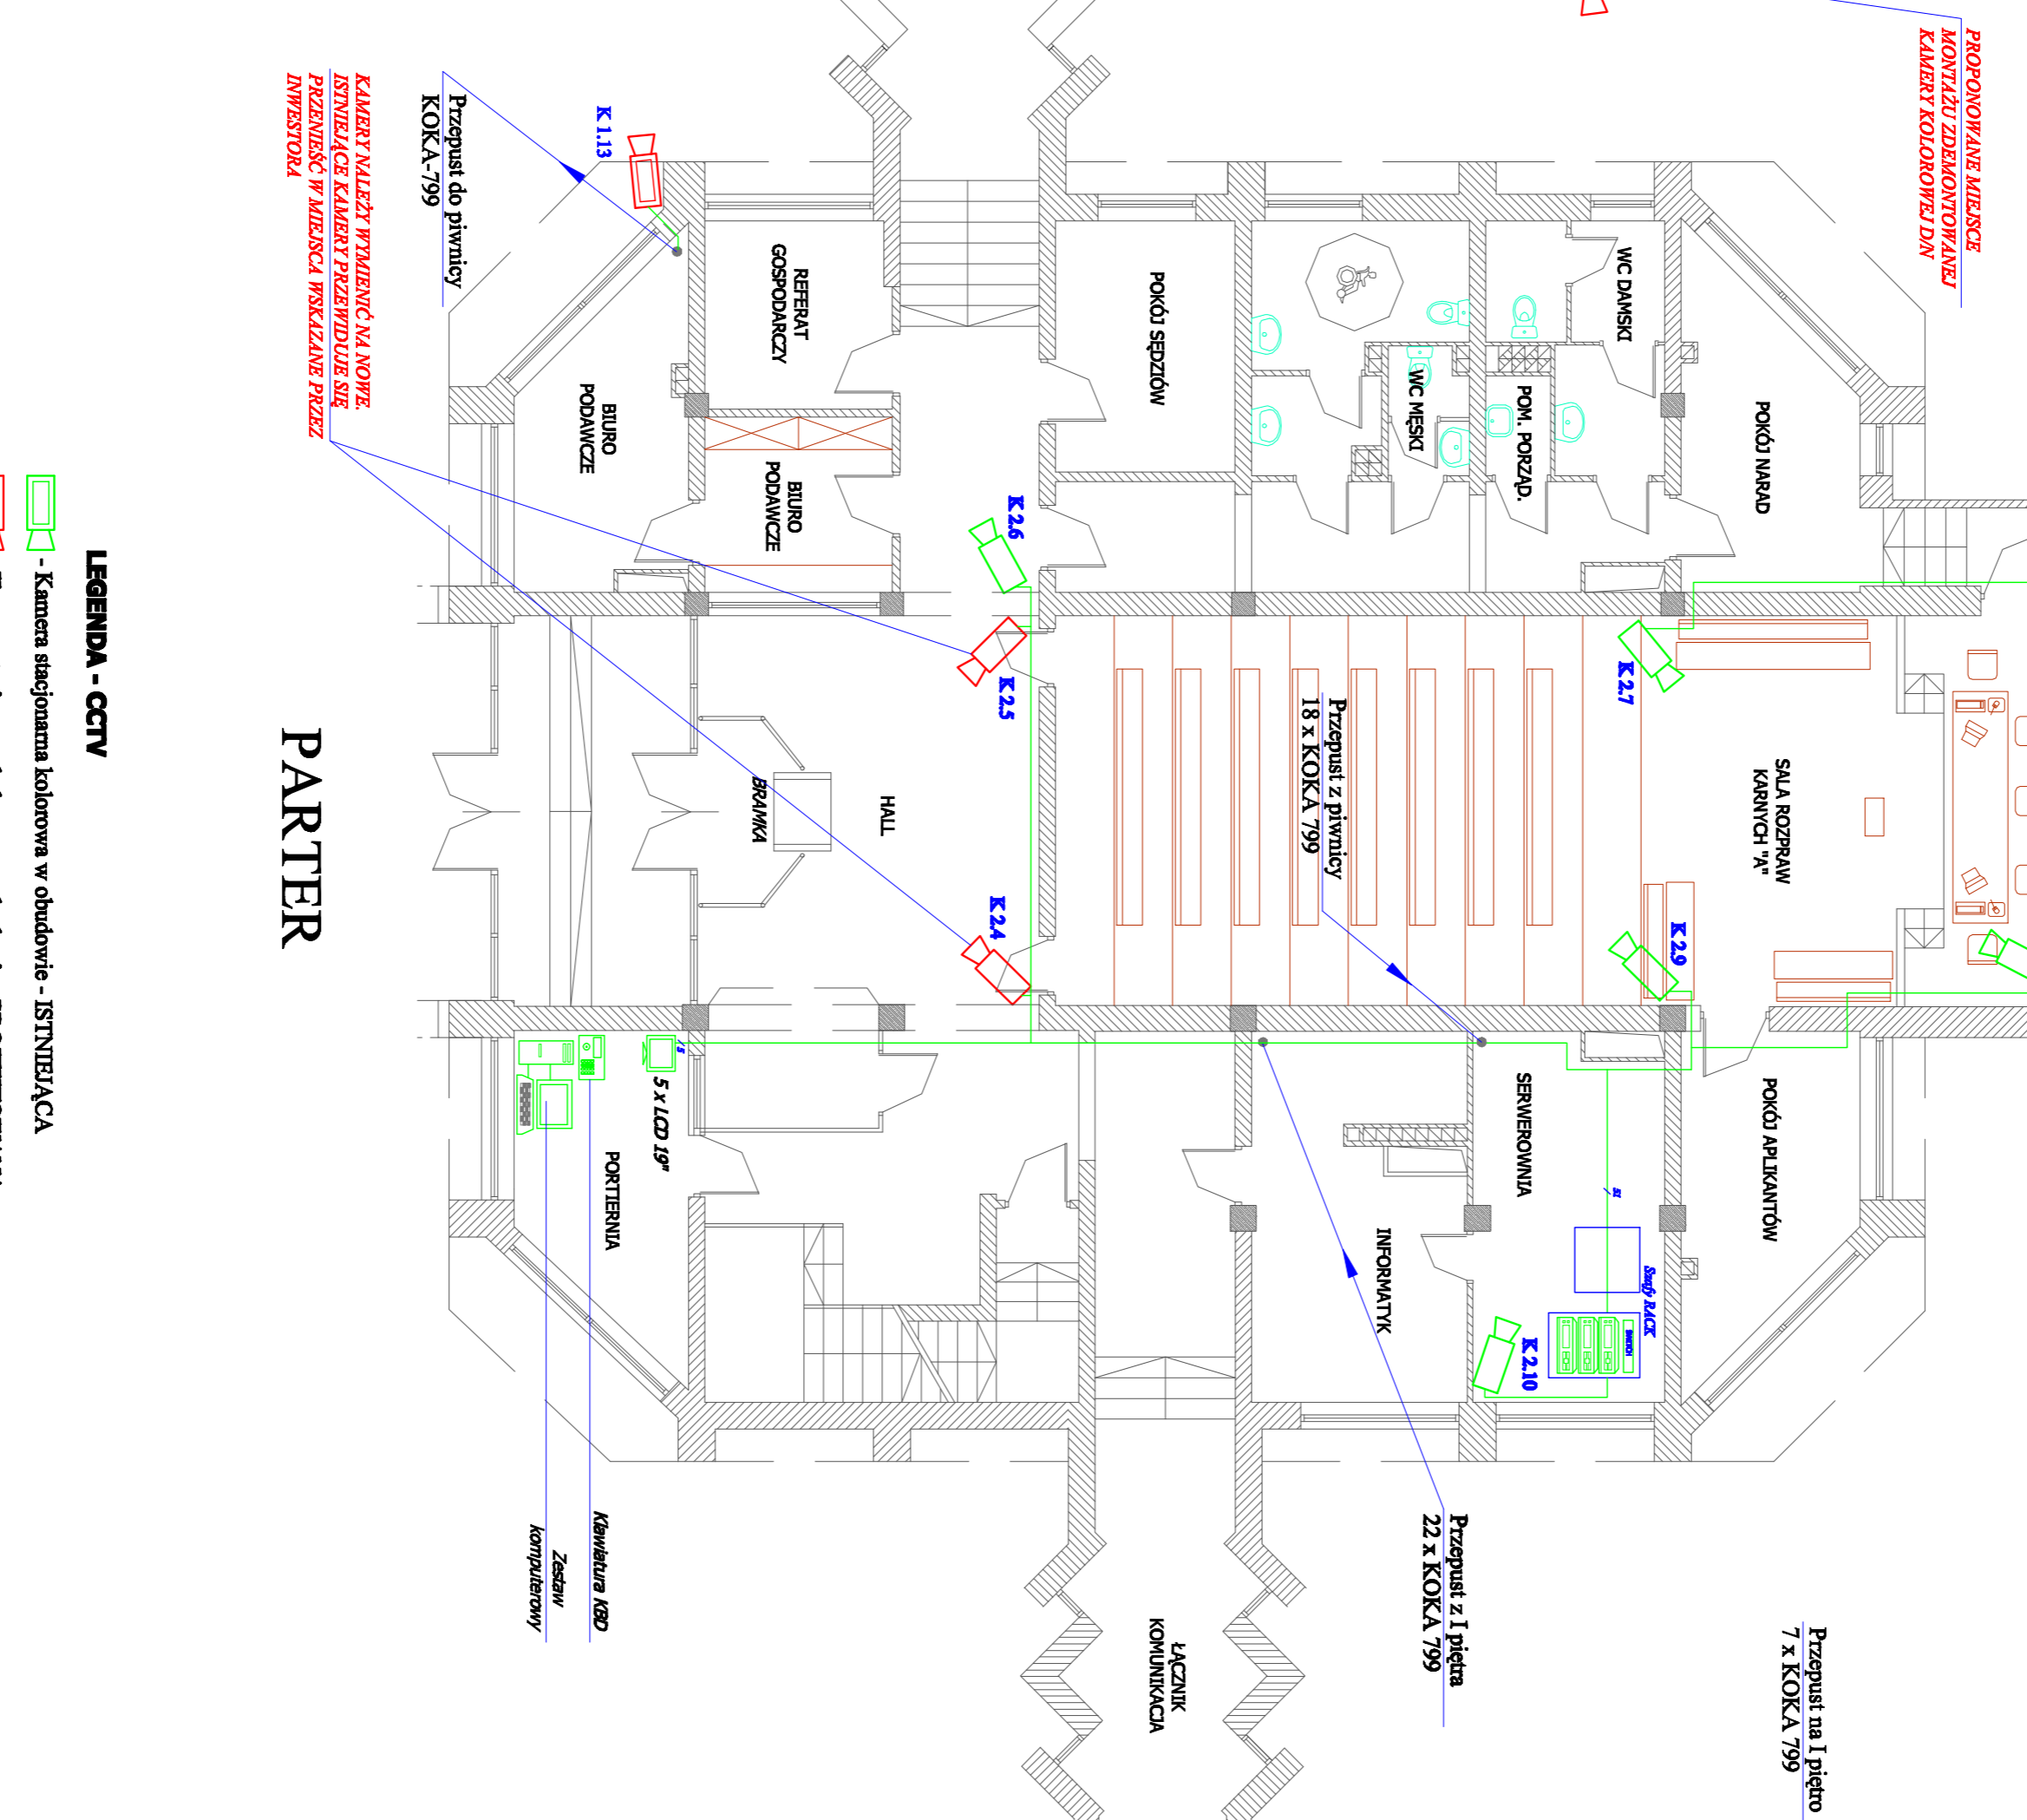 PROPONOWANE MIEJSCE
MONTAŻU ZDEMONTOWANEJ
KAMERY KOLOROWEJ D/N
K 1.13
Przepust do piwnicy
KOKA-799
KAMERY NALEŻY WYMIENIĆ NA NOWE.
ISTNIEJĄCE KAMERY PRZEWIDUJE SIĘ
PRZENIEŚĆ W MIEJSCA WSKAZANE PRZEZ
INWESTORA
REFERAT
GOSPODARCZY
BIURO
PODAWCZE
BIURO
PODAWCZE
POKÓJ SĘDZIÓW
WC DAMSKI
WC MĘSKI
POM. PORZĄD.
POKÓJ NARAD
K 2.6
K 2.5
K 2.7
Przepust z piwnicy
18 x KOKA 799
SALA ROZPRAW
KARNYCH "A"
HALL
BRAMKA
K 2.4
K 2.9
5
5 x LCD 19"
PORTIERNIA
SERWEROWNIA
51
POKÓJ APLIKANTÓW
INFORMATYK
Szafy RACK
SWITCH
K 2.10
Klawiatura KBD
Zestaw
komputerowy
Przepust z I piętra
22 x KOKA 799
ŁĄCZNIK
KOMUNIKACJA
Przepust na I piętro
7 x KOKA 799
PARTER
LEGENDA - CCTV
- Kamera stacjonarna kolorowa w obudowie - ISTNIEJĄCA